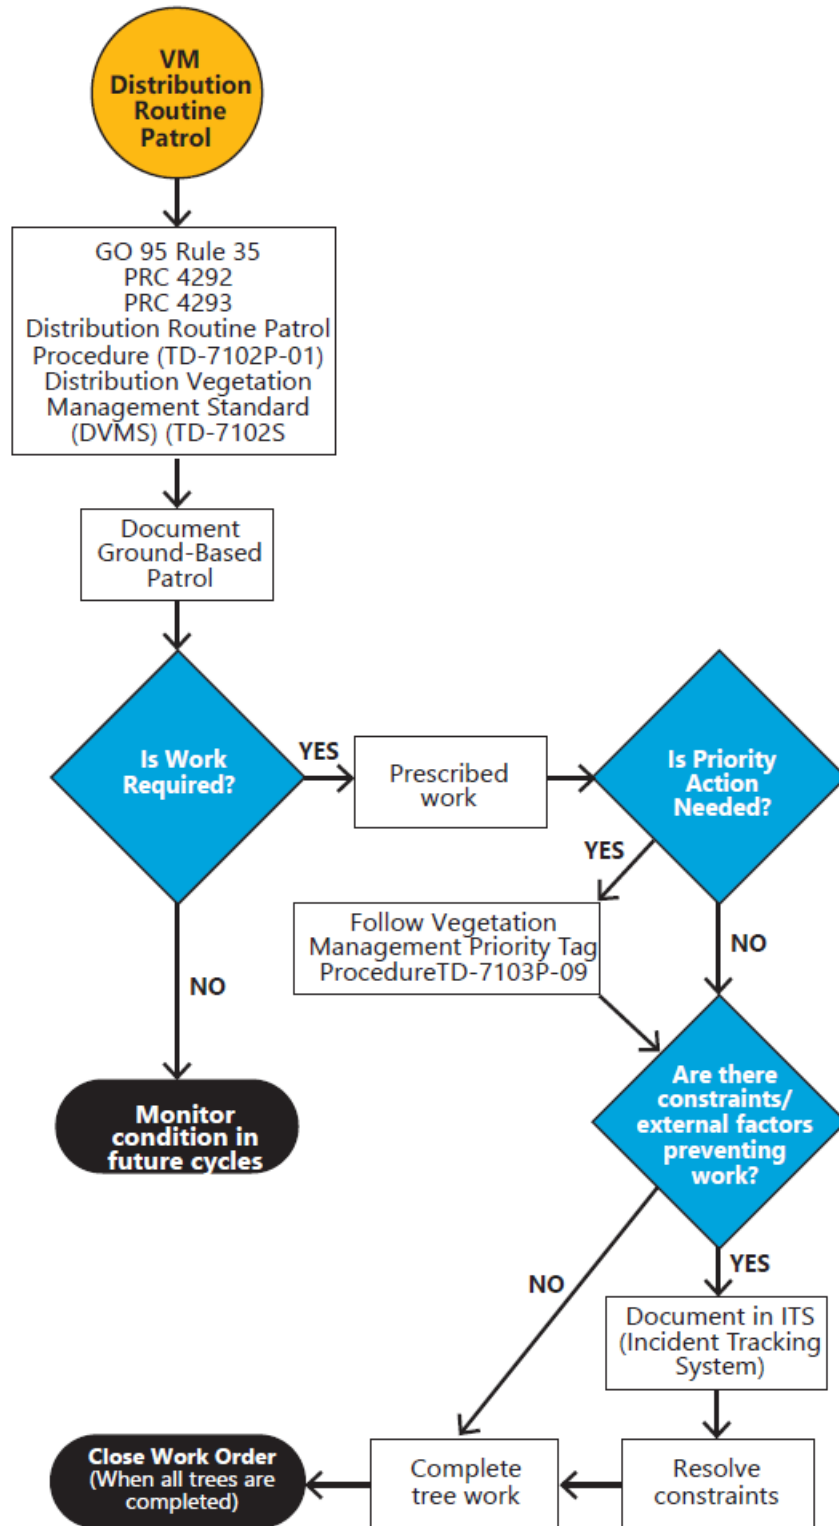 VM
Distribution
Routine
Patrol
GO 95 Rule 35
PRC 4292
PRC 4293
Distribution Routine Patrol
Procedure (TD-7102P-01)
Distribution Vegetation
Management Standard
(DVMS) (TD-7102S
Document
Ground-Based
Patrol
Is Work
Required?
YES
Prescribed
work
Is Priority
Action
Needed?
YES
Follow Vegetation
Management Priority Tag
ProcedureTD-7103P-09
NO
NO
Monitor
condition in
future cycles
Are there
constraints/
external factors
preventing
work?
YES
NO
Document in ITS
(Incident Tracking
System)
Resolve
constraints
Complete
tree work
Close Work Order
(When all trees are
completed)